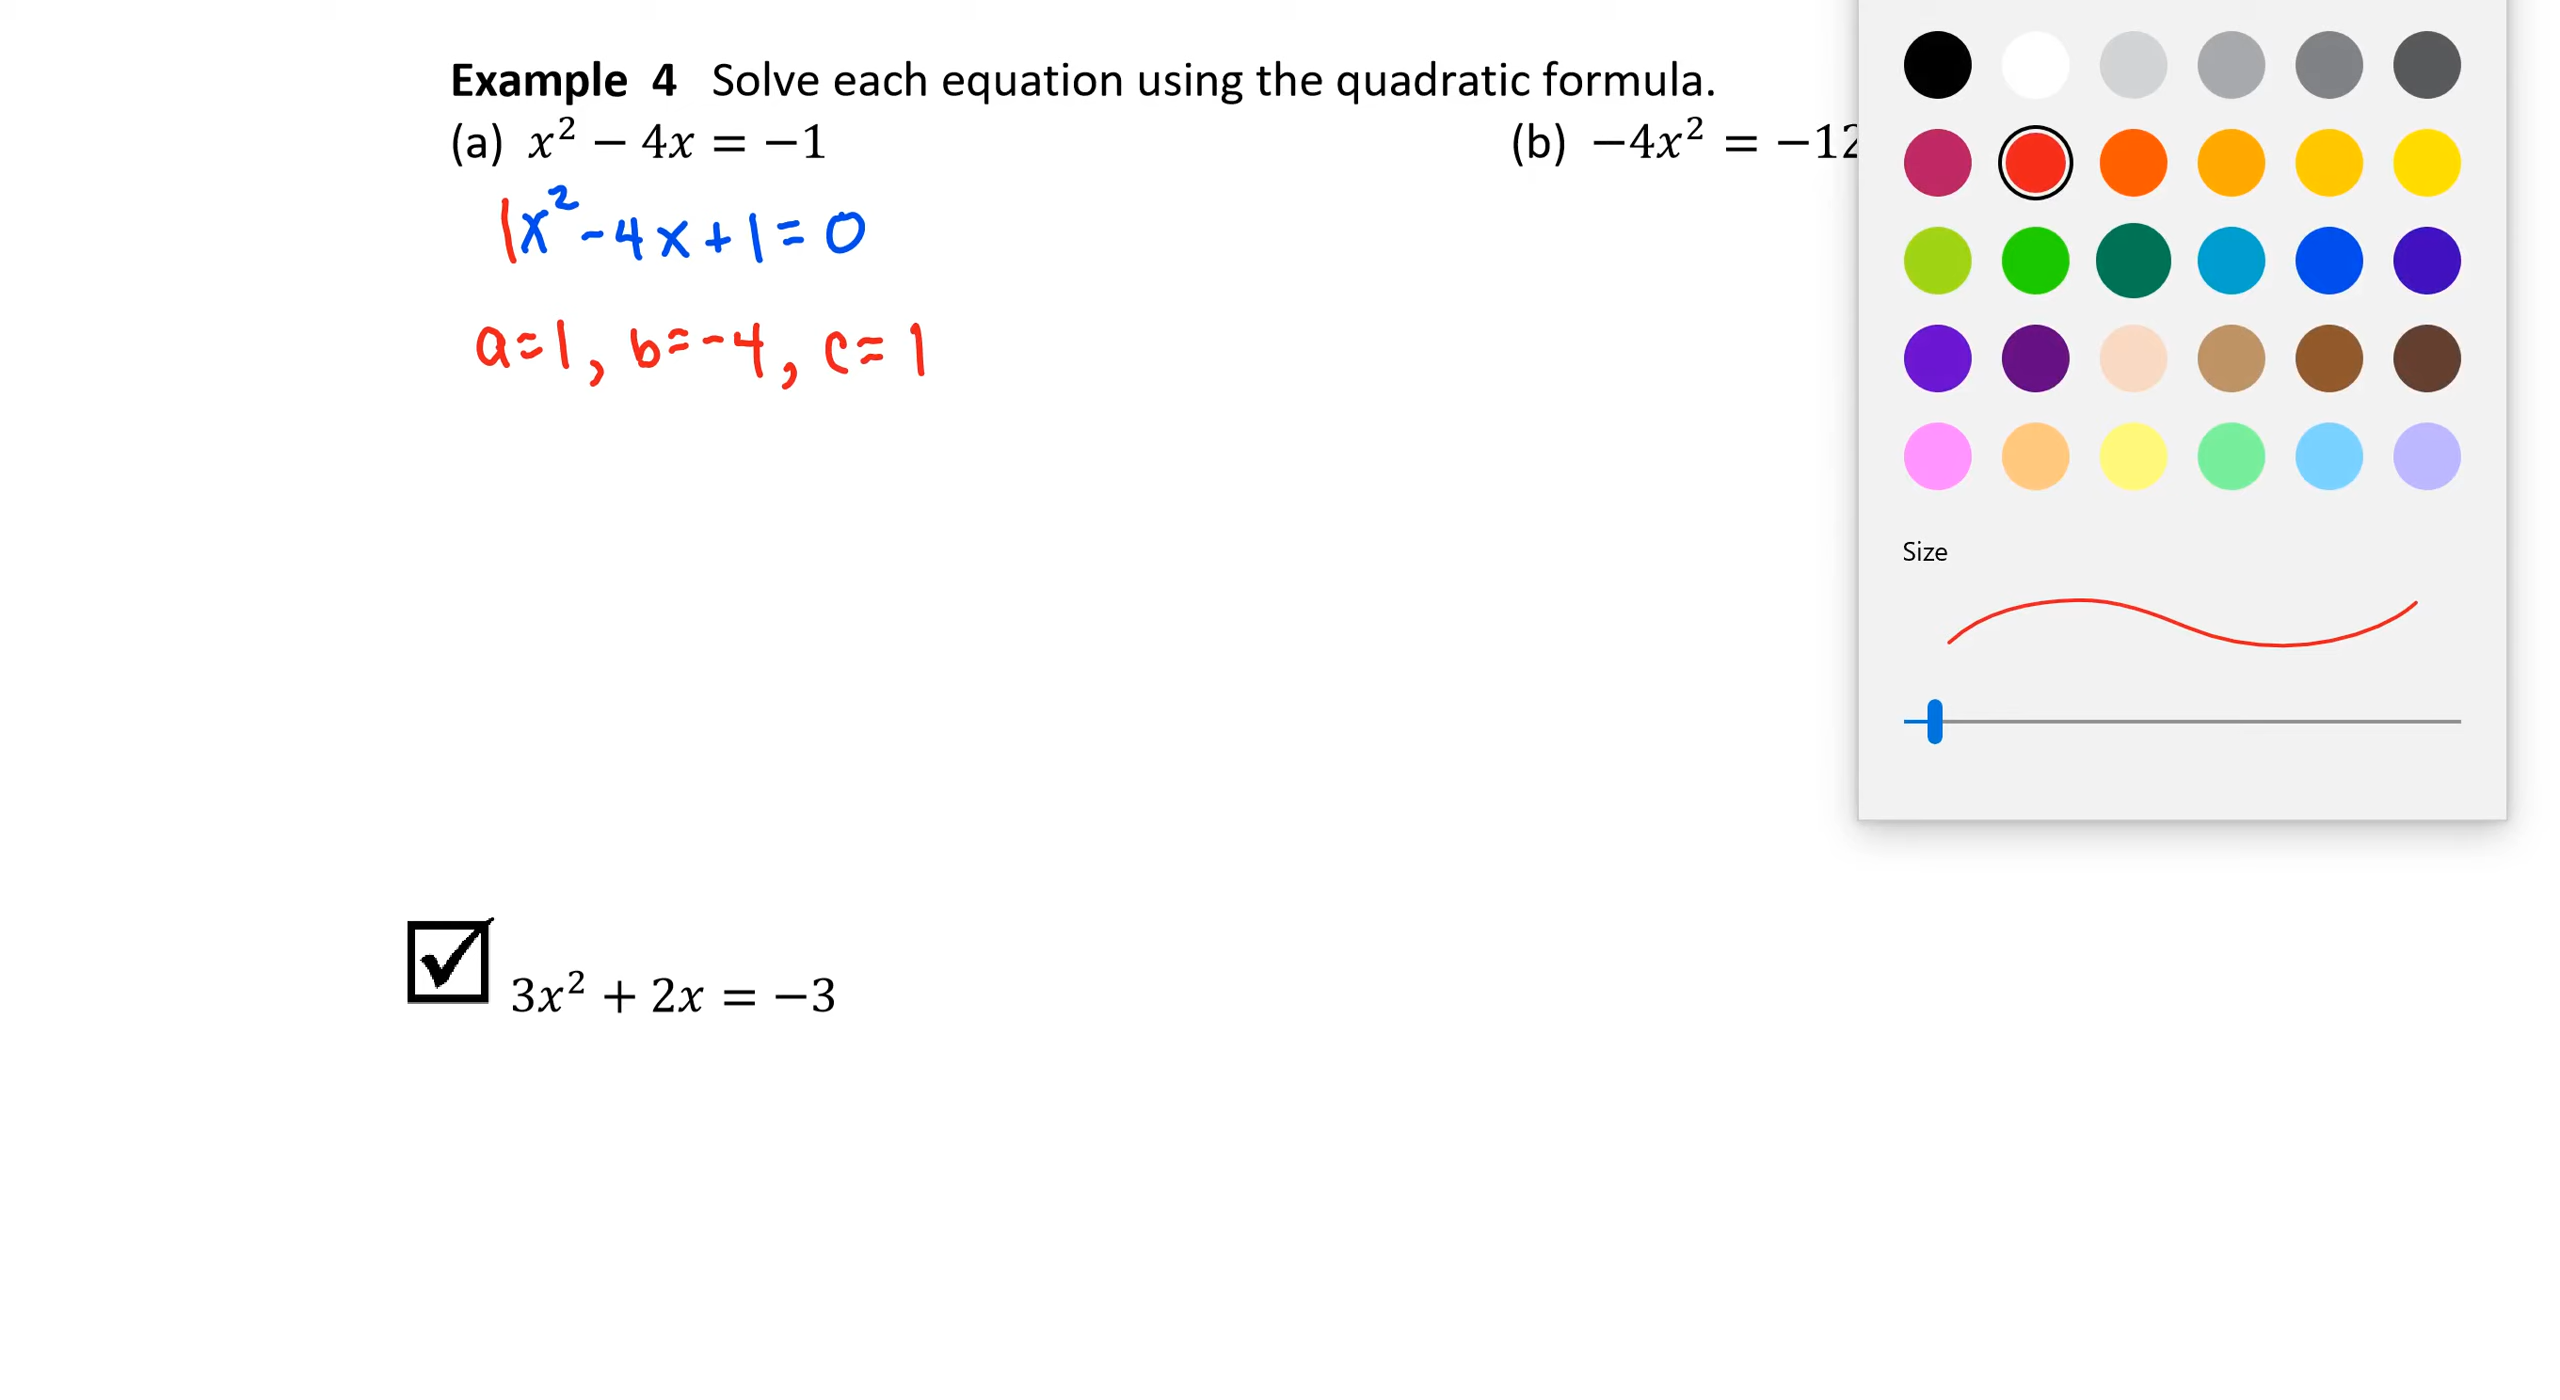 Example 4 Solve each equation using the quadratic formula.
(a) x² − 4x = −1
(b) −4x² = −12
1x² - 4x + 1 = 0
a = 1, b = -4, c = 1
Size
3x² + 2x = −3